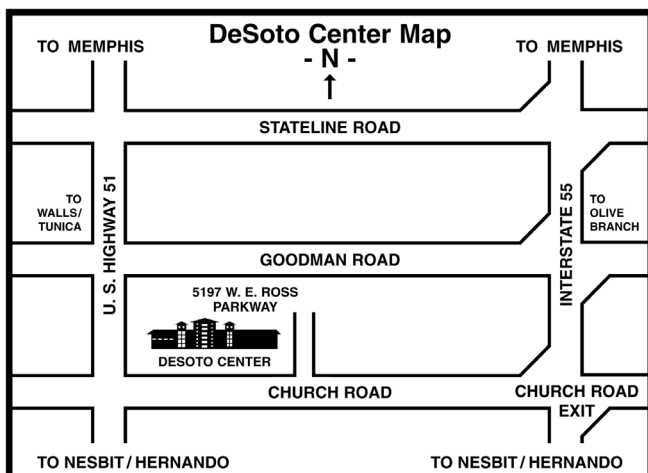 DeSoto Center Map
- N -
TO MEMPHIS
TO MEMPHIS
STATELINE ROAD
U. S. HIGHWAY 51
INTERSTATE 55
TO
WALLS/
TUNICA
TO
OLIVE
BRANCH
GOODMAN ROAD
5197 W. E. ROSS
PARKWAY
DESOTO CENTER
CHURCH ROAD
CHURCH ROAD
EXIT
TO NESBIT / HERNANDO
TO NESBIT / HERNANDO